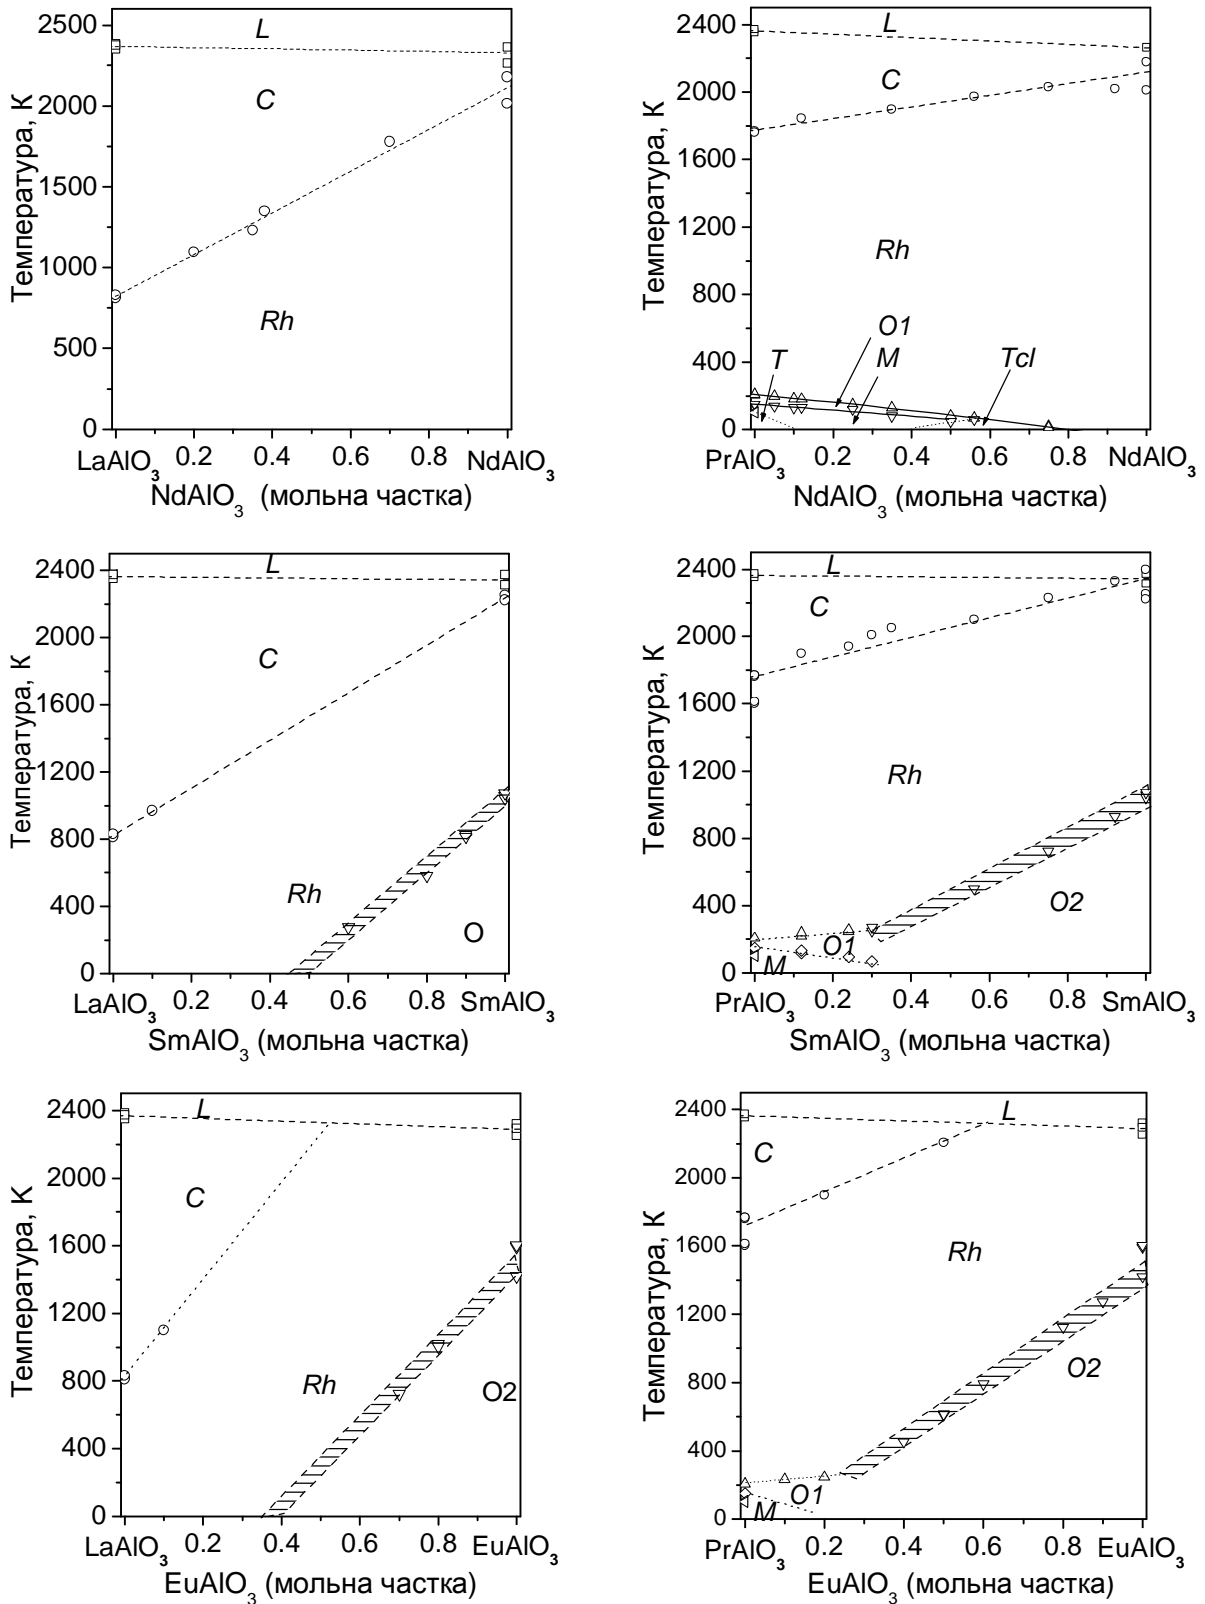 Температура, К
2500
2000
1500
1000
500
0
L
C
Rh
LaAlO3 0.2 0.4 0.6 0.8 NdAlO3
NdAlO3 (мольна частка)
Температура, К
2400
2000
1600
1200
800
400
0
L
C
Rh
O1
T M Tcl
PrAlO3 0.2 0.4 0.6 0.8 NdAlO3
NdAlO3 (мольна частка)
Температура, К
2400
2000
1600
1200
800
400
0
L
C
Rh
O
LaAlO3 0.2 0.4 0.6 0.8 SmAlO3
SmAlO3 (мольна частка)
Температура, К
2400
2000
1600
1200
800
400
0
L
C
Rh
O2
O1
M
PrAlO3 0.2 0.4 0.6 0.8 SmAlO3
SmAlO3 (мольна частка)
Температура, К
2400
2000
1600
1200
800
400
0
L
C
Rh
O2
LaAlO3 0.2 0.4 0.6 0.8 EuAlO3
EuAlO3 (мольна частка)
Температура, К
2400
2000
1600
1200
800
400
0
L
C
Rh
O2
O1
M
PrAlO3 0.2 0.4 0.6 0.8 EuAlO3
EuAlO3 (мольна частка)